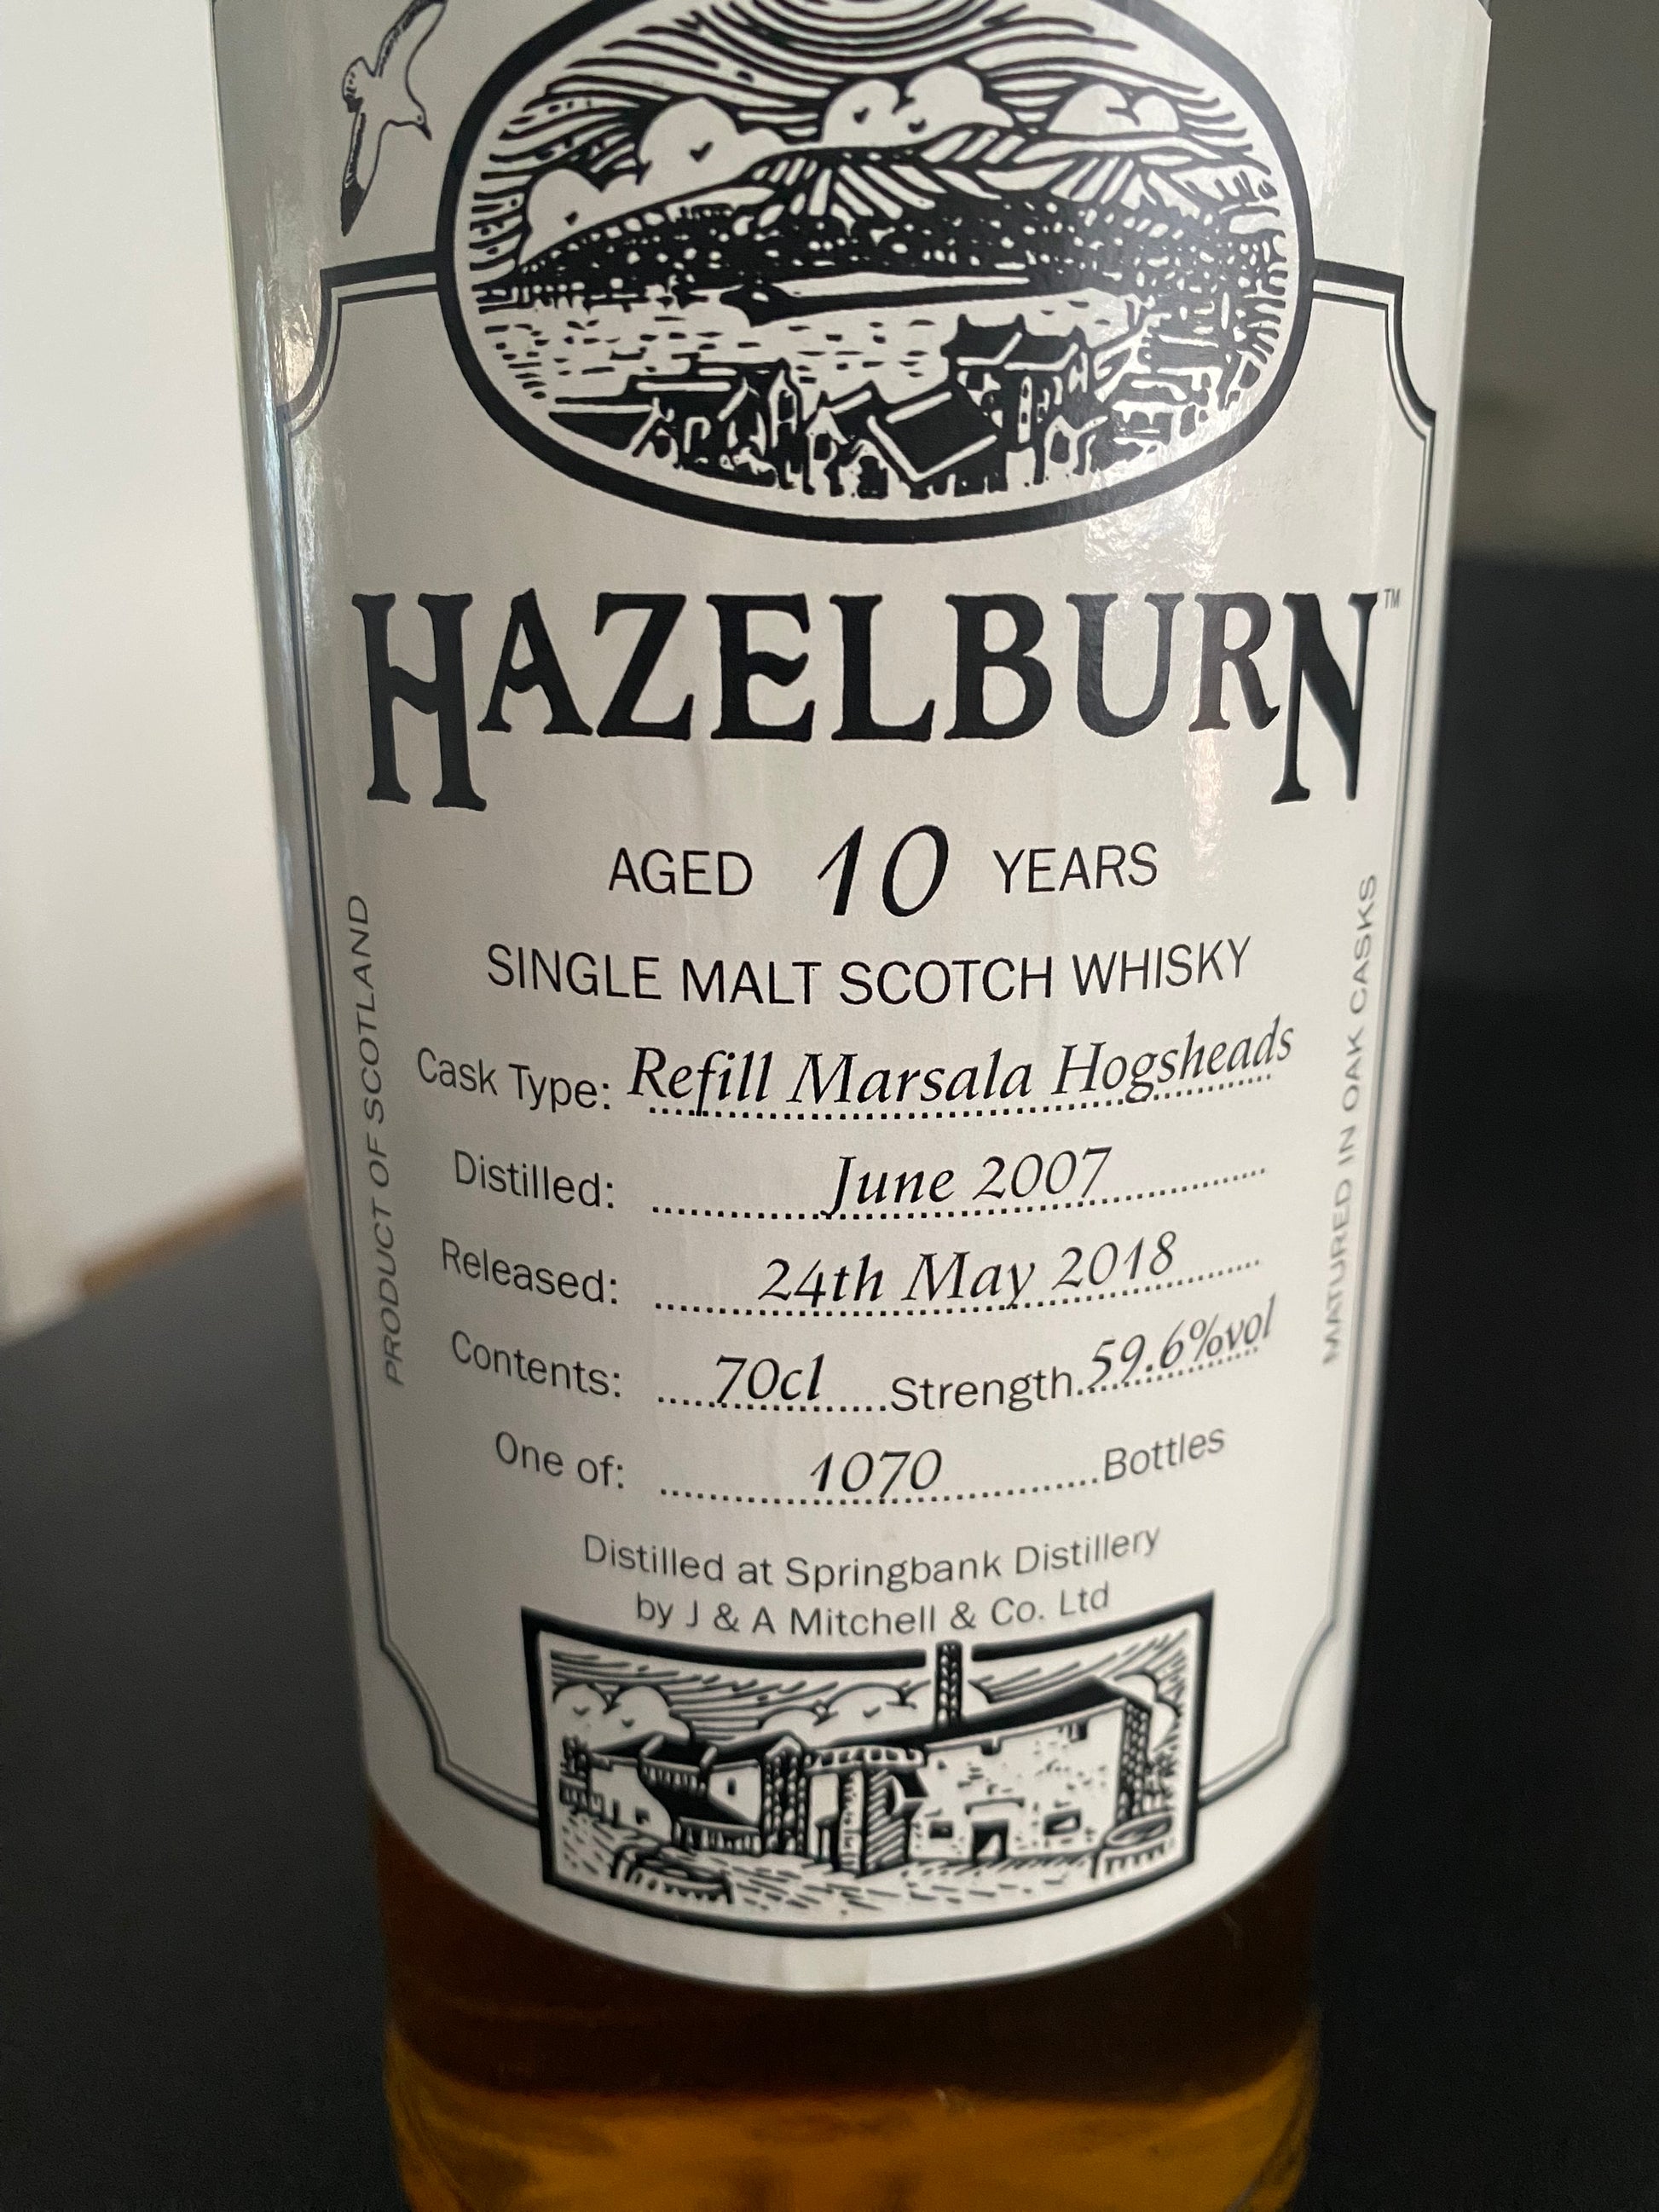 HAZELBURN™
AGED 10 YEARS
SINGLE MALT SCOTCH WHISKY
Cask Type: Refill Marsala Hogsheads
Distilled: June 2007
Released: 24th May 2018
Contents: 70cl Strength 59.6%vol
One of: 1070 Bottles
Distilled at Springbank Distillery
by J & A Mitchell & Co. Ltd
PRODUCT OF SCOTLAND
MATURED IN OAK CASKS